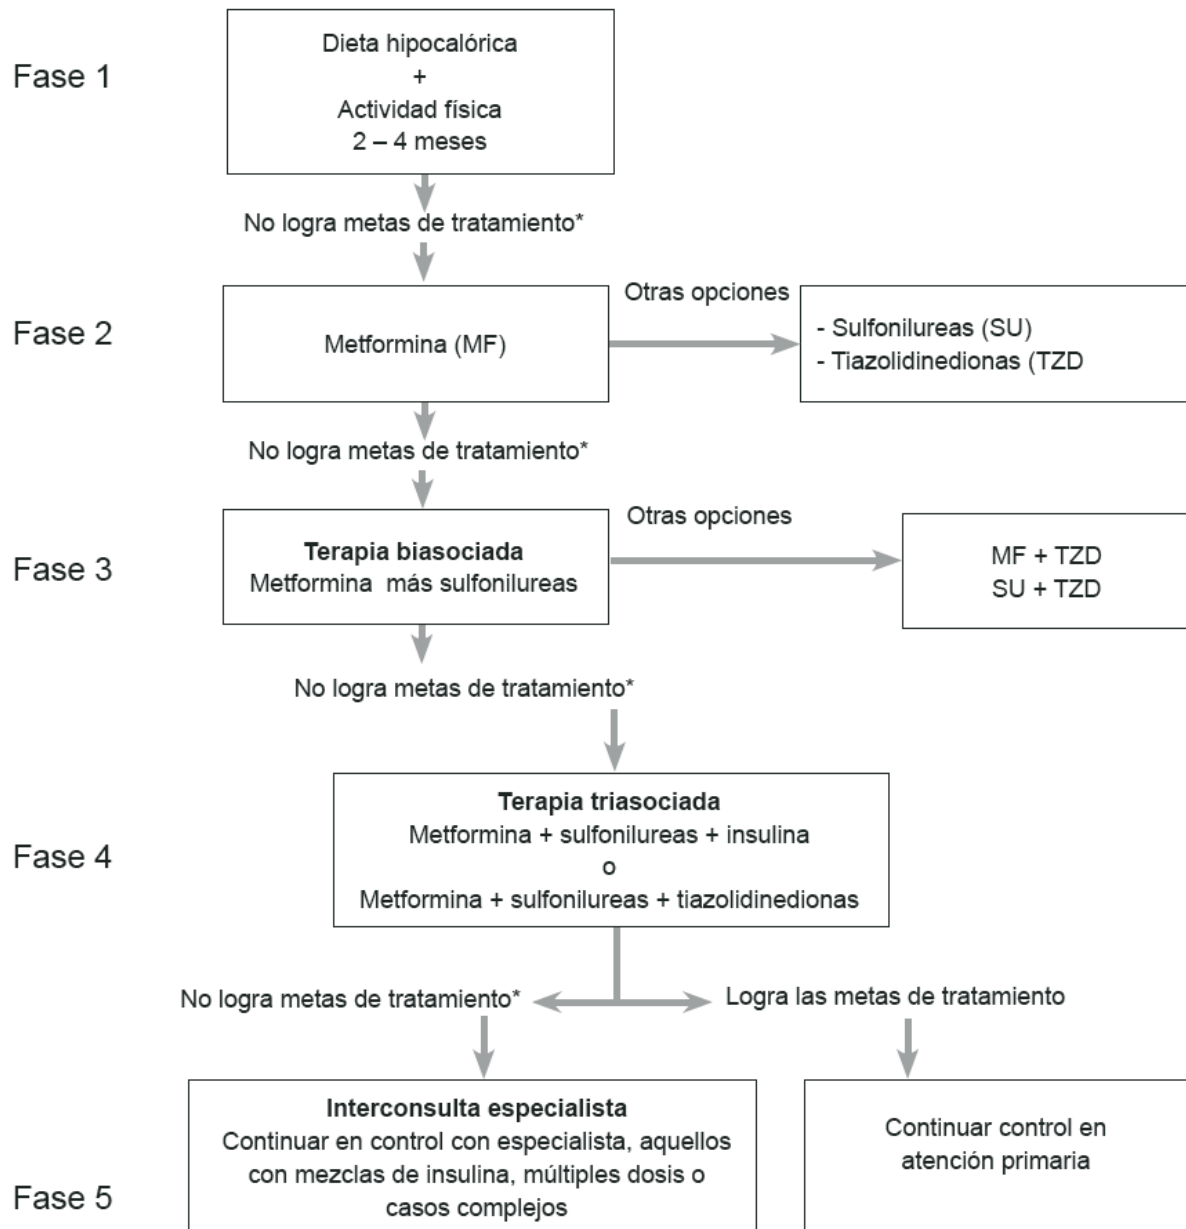 Fase 1
Dieta hipocalórica
+
Actividad física
2 – 4 meses
No logra metas de tratamiento*
Fase 2
Metformina (MF)
Otras opciones
- Sulfonilureas (SU)
- Tiazolidinedionas (TZD
No logra metas de tratamiento*
Fase 3
Terapia biasociada
Metformina más sulfonilureas
Otras opciones
MF + TZD
SU + TZD
No logra metas de tratamiento*
Fase 4
Terapia triasociada
Metformina + sulfonilureas + insulina
o
Metformina + sulfonilureas + tiazolidinedionas
No logra metas de tratamiento*
Logra las metas de tratamiento
Fase 5
Interconsulta especialista
Continuar en control con especialista, aquellos
con mezclas de insulina, múltiples dosis o
casos complejos
Continuar control en
atención primaria